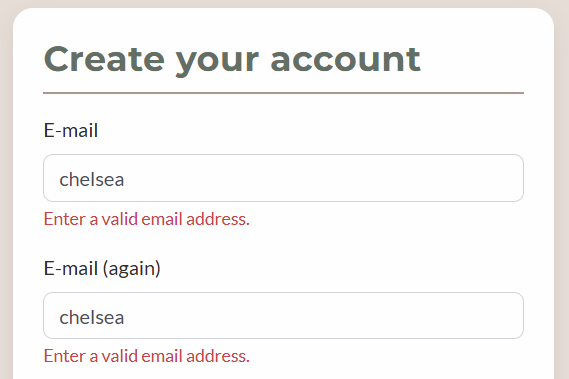 Create your account
E-mail
chelsea
Enter a valid email address.
E-mail (again)
chelsea
Enter a valid email address.